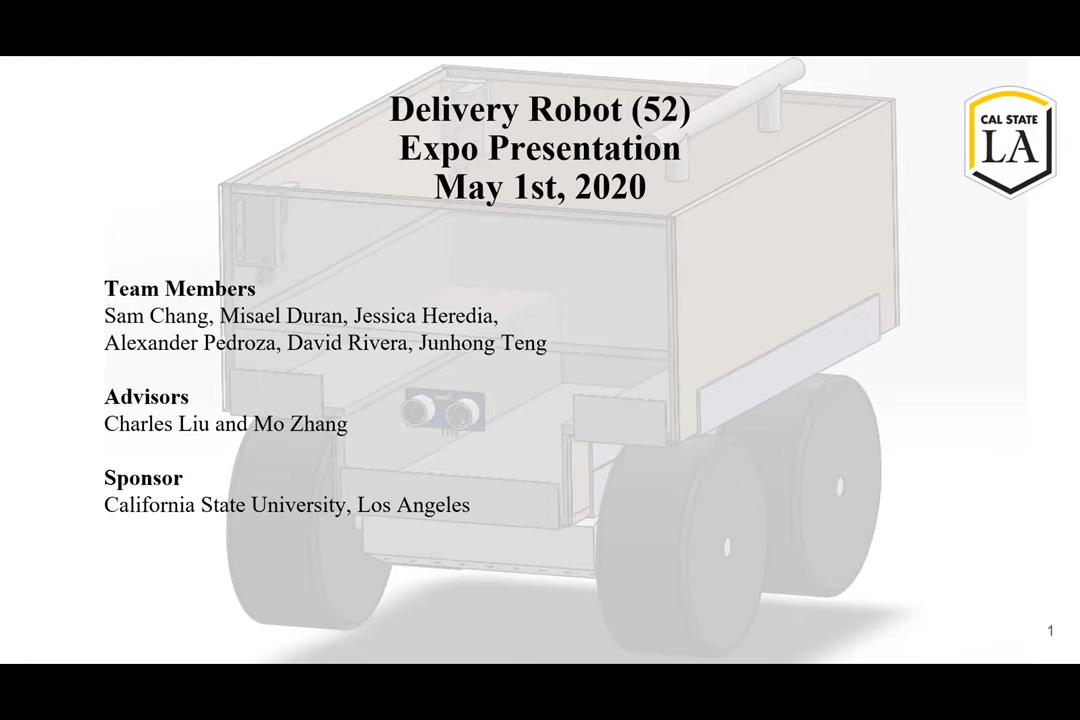 Delivery Robot (52)
Expo Presentation
May 1st, 2020
CAL STATE
LA
Team Members
Sam Chang, Misael Duran, Jessica Heredia,
Alexander Pedroza, David Rivera, Junhong Teng
Advisors
Charles Liu and Mo Zhang
Sponsor
California State University, Los Angeles
1